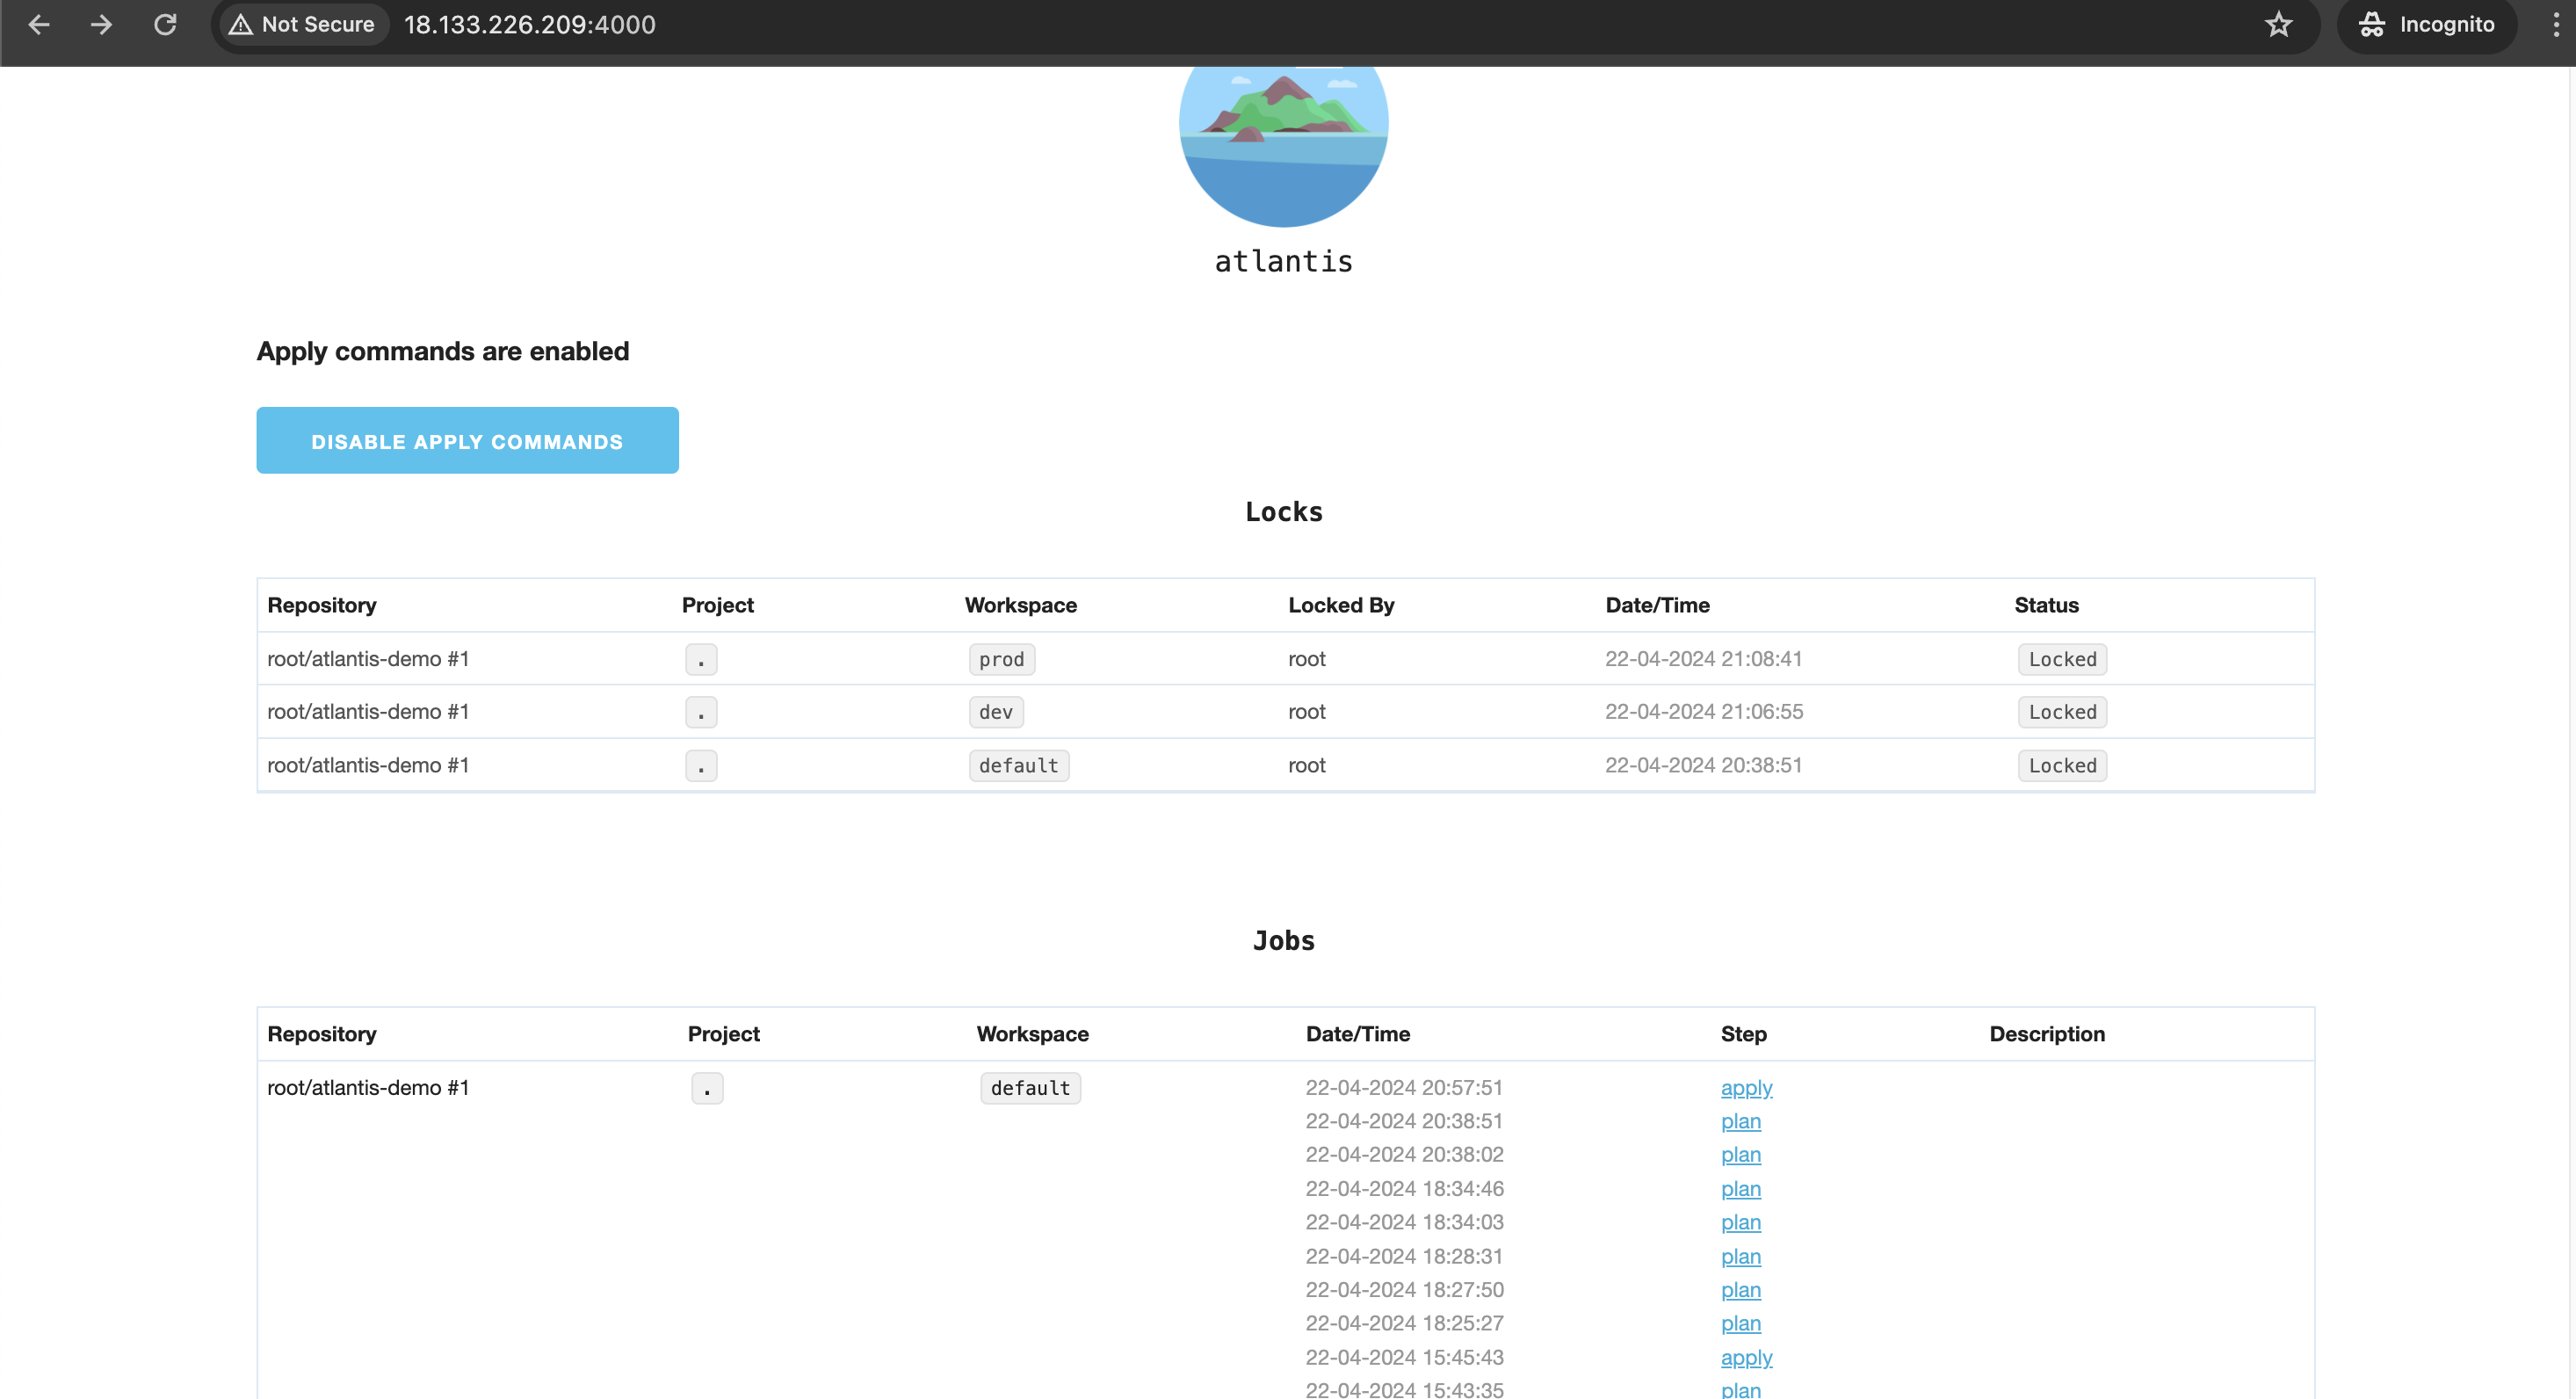 Not Secure 18.133.226.209:4000 Incognito
atlantis
Apply commands are enabled
DISABLE APPLY COMMANDS
Locks
Repository Project Workspace Locked By Date/Time Status
root/atlantis-demo #1 . prod root 22-04-2024 21:08:41 Locked
root/atlantis-demo #1 . dev root 22-04-2024 21:06:55 Locked
root/atlantis-demo #1 . default root 22-04-2024 20:38:51 Locked
Jobs
Repository Project Workspace Date/Time Step Description
root/atlantis-demo #1 . default 22-04-2024 20:57:51 apply
22-04-2024 20:38:51 plan
22-04-2024 20:38:02 plan
22-04-2024 18:34:46 plan
22-04-2024 18:34:03 plan
22-04-2024 18:28:31 plan
22-04-2024 18:27:50 plan
22-04-2024 18:25:27 plan
22-04-2024 15:45:43 apply
22-04-2024 15:43:35 plan